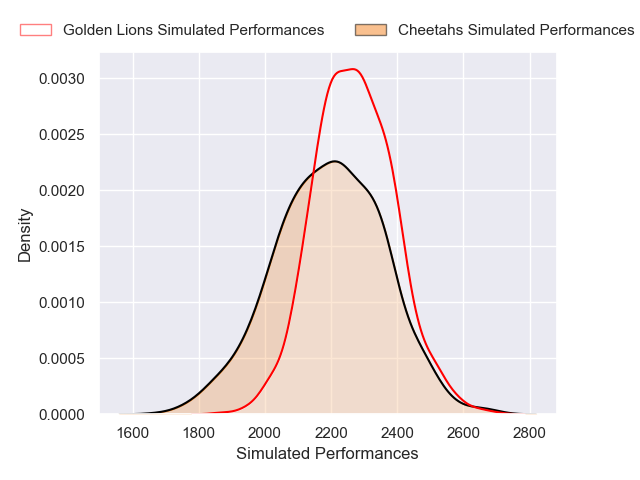 Golden Lions Simulated Performances Cheetahs Simulated Performances
0.0030
0.0025
0.0020
0.0015
0.0010
0.0005
0.0000
Density
1600 1800 2000 2200 2400 2600 2800
Simulated Performances